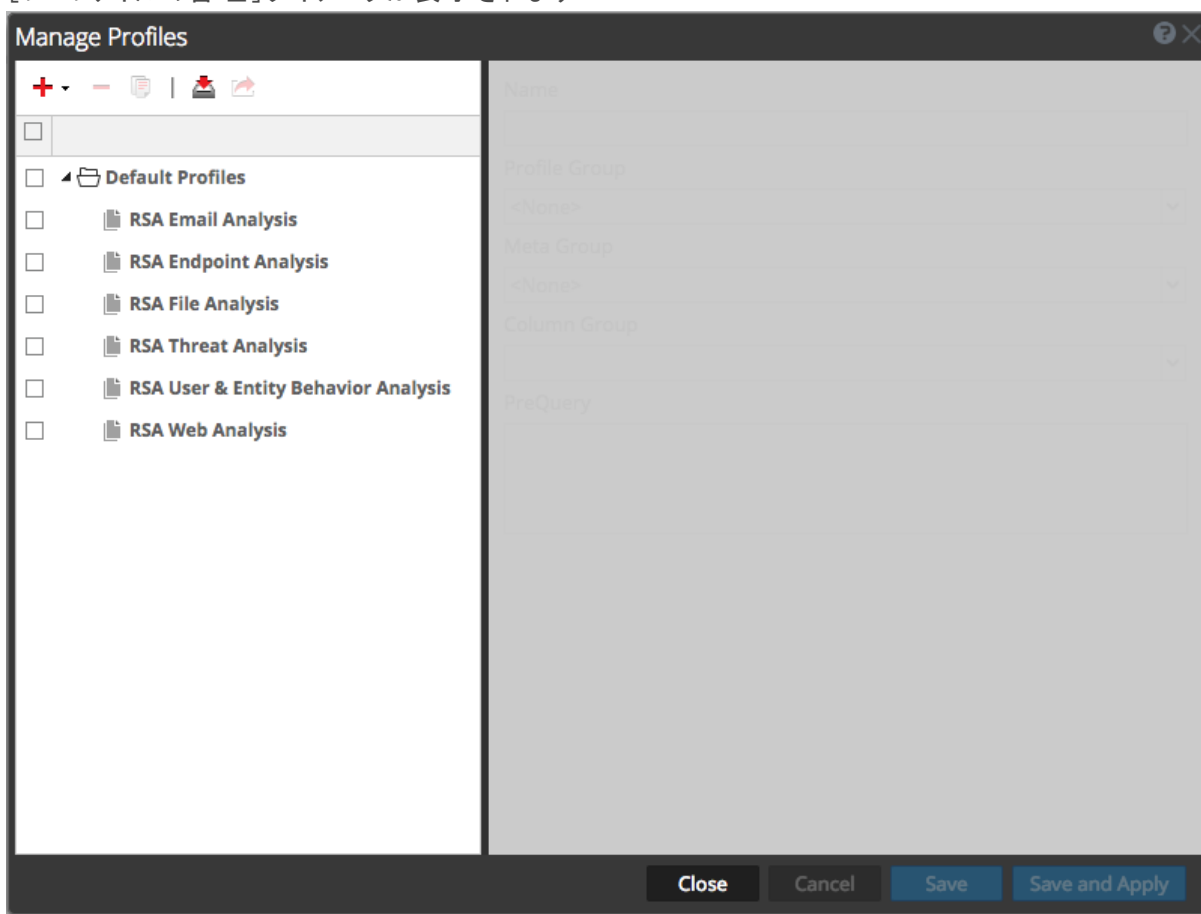 Manage Profiles
Name
Profile Group
Default Profiles
<None>
RSA Email Analysis
Meta Group
RSA Endpoint Analysis
<None>
RSA File Analysis
Column Group
RSA Threat Analysis
RSA User & Entity Behavior Analysis
PreQuery
RSA Web Analysis
Close
Cancel
Save
Save and Apply